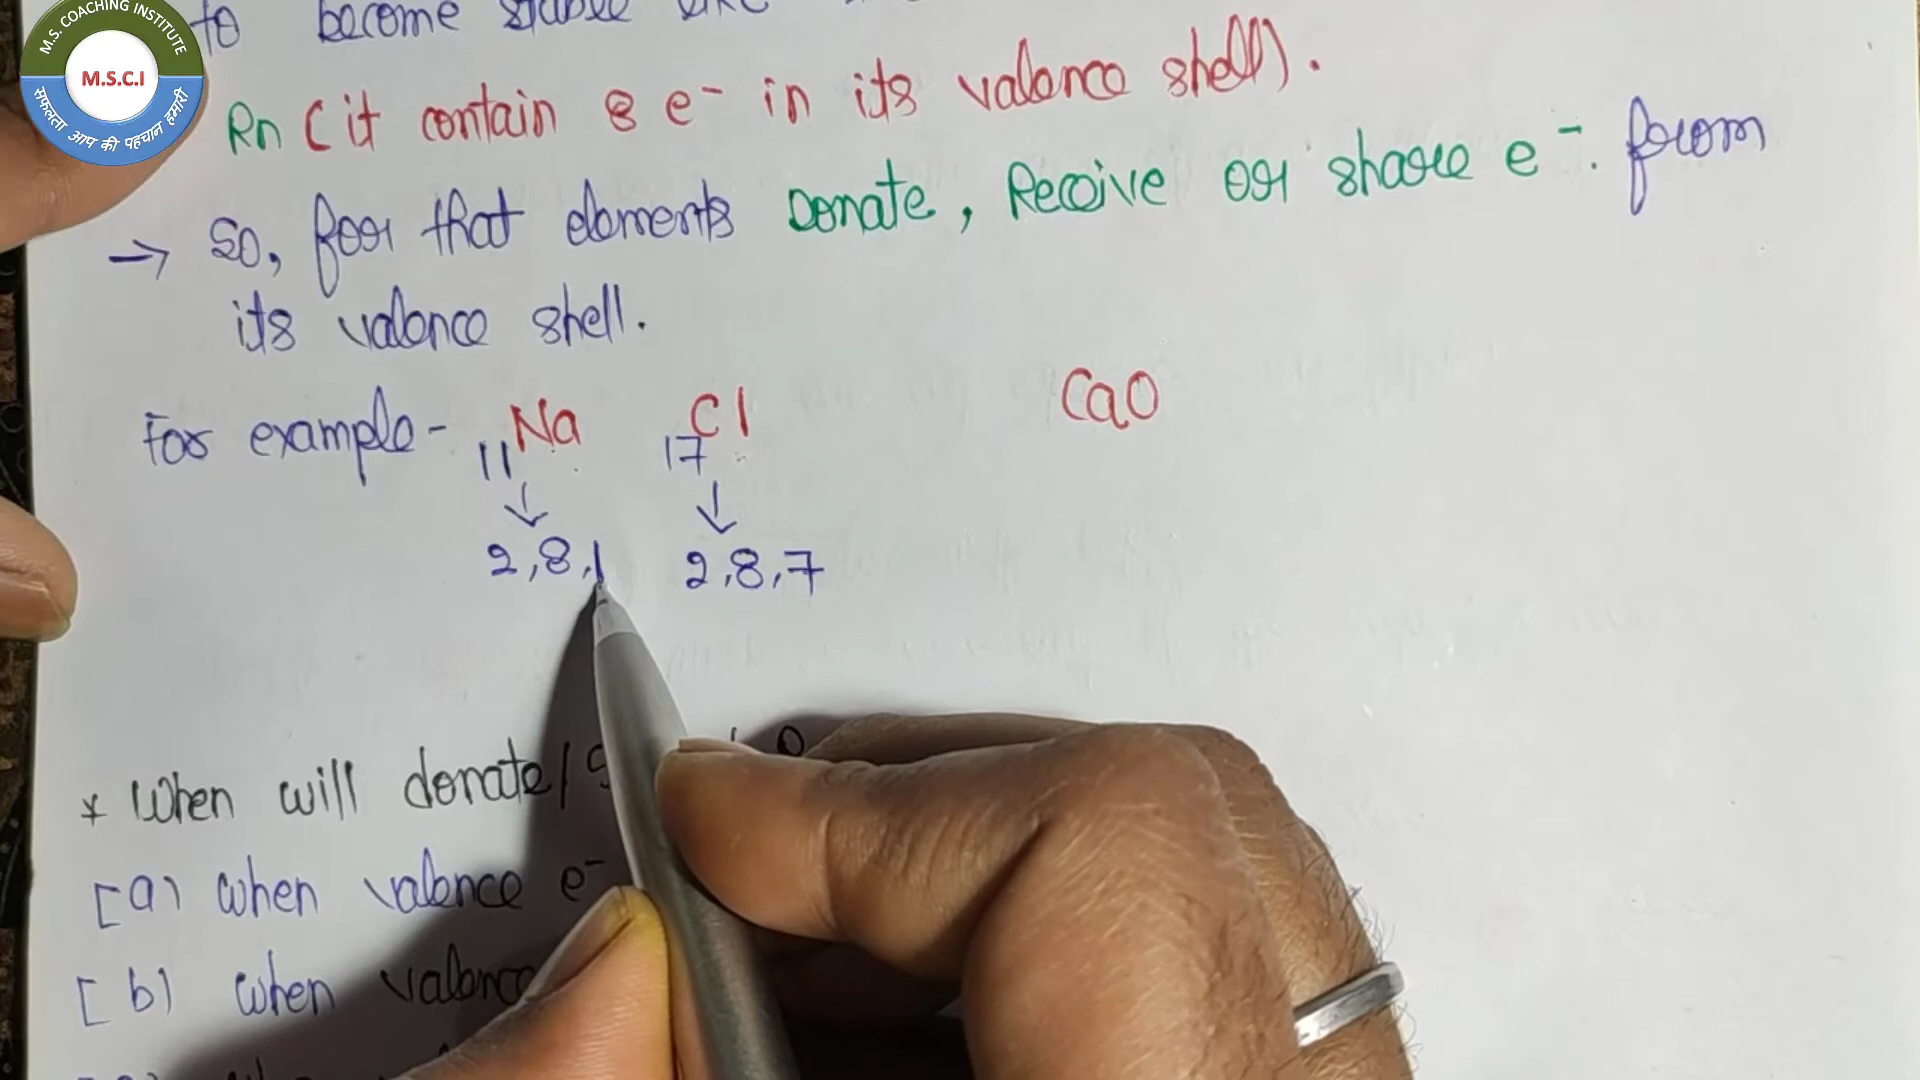 M.S. COACHING INSTITUTE
M.S.C.I
सफलता आप की पहचान हमारी
to become stable like
Rn (it contain 8 e⁻ in its valence shell).
→ So, for that elements Donate, Receive or share e⁻. from
its valence shell.
For example - ₁₁Na ₁₇Cl CaO
↓ ↓
2,8,1 2,8,7
* When will donate/
[a) when valence e⁻
[b) when valence